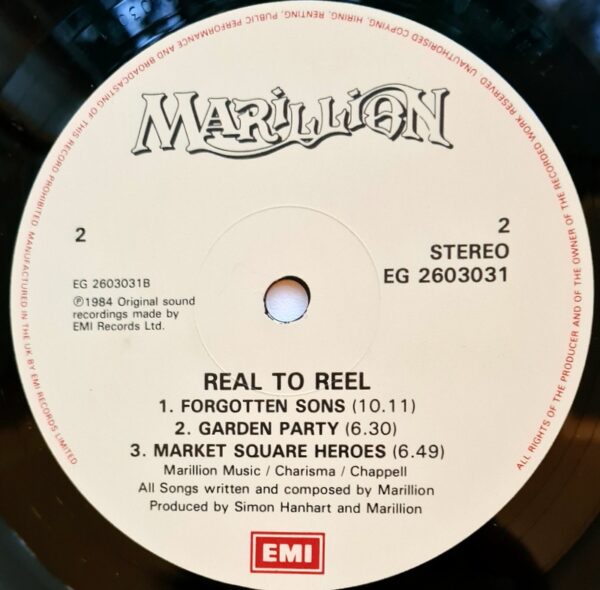 MARILLION
2
2
STEREO
EG 2603031
EG 2603031B
℗1984 Original sound
recordings made by
EMI Records Ltd.
REAL TO REEL
1. FORGOTTEN SONS (10.11)
2. GARDEN PARTY (6.30)
3. MARKET SQUARE HEROES (6.49)
Marillion Music / Charisma / Chappell
All Songs written and composed by Marillion
Produced by Simon Hanhart and Marillion
EMI
ALL RIGHTS OF THE PRODUCER AND OF THE OWNER OF THE RECORDED WORK RESERVED. UNAUTHORISED COPYING, HIRING, RENTING, PUBLIC PERFORMANCE AND BROADCASTING OF THIS RECORD PROHIBITED. MANUFACTURED IN THE UK BY EMI RECORDS LIMITED